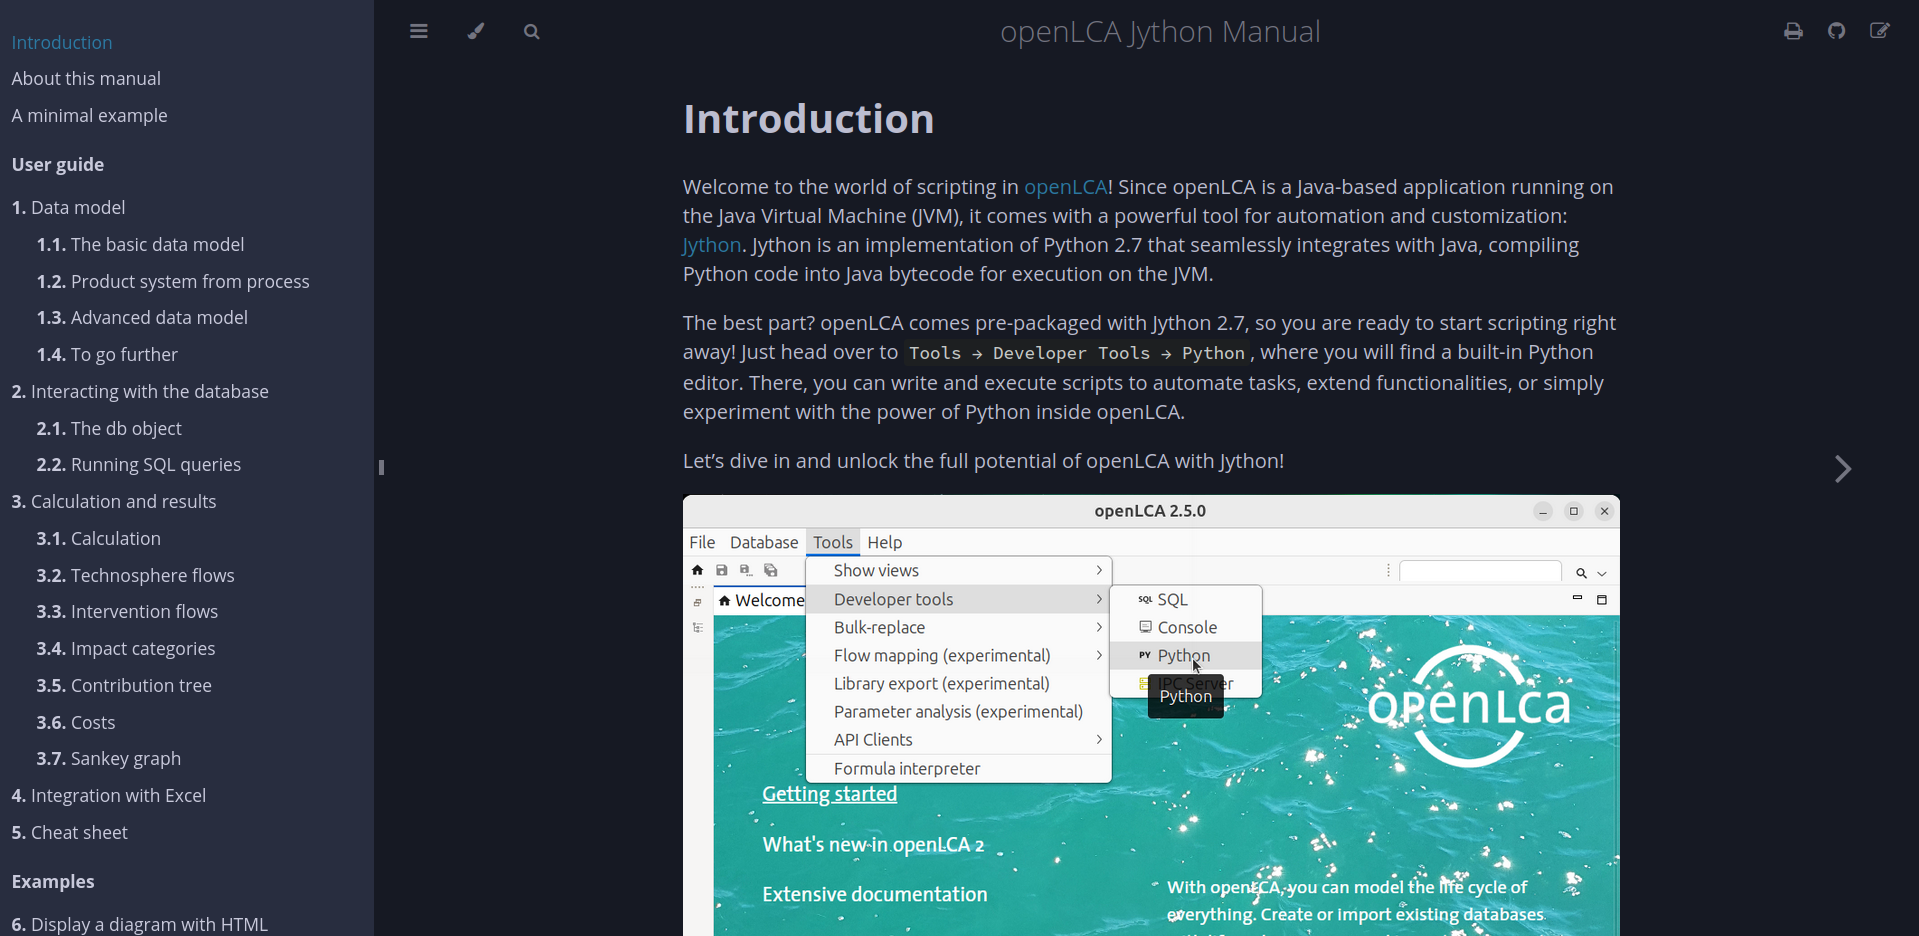 Introduction
About this manual
A minimal example
User guide
1. Data model
1.1. The basic data model
1.2. Product system from process
1.3. Advanced data model
1.4. To go further
2. Interacting with the database
2.1. The db object
2.2. Running SQL queries
3. Calculation and results
3.1. Calculation
3.2. Technosphere flows
3.3. Intervention flows
3.4. Impact categories
3.5. Contribution tree
3.6. Costs
3.7. Sankey graph
4. Integration with Excel
5. Cheat sheet
Examples
6. Display a diagram with HTML
openLCA Jython Manual
Introduction
Welcome to the world of scripting in openLCA! Since openLCA is a Java-based application running on
the Java Virtual Machine (JVM), it comes with a powerful tool for automation and customization:
Jython. Jython is an implementation of Python 2.7 that seamlessly integrates with Java, compiling
Python code into Java bytecode for execution on the JVM.
The best part? openLCA comes pre-packaged with Jython 2.7, so you are ready to start scripting right
away! Just head over to Tools → Developer Tools → Python, where you will find a built-in Python
editor. There, you can write and execute scripts to automate tasks, extend functionalities, or simply
experiment with the power of Python inside openLCA.
Let’s dive in and unlock the full potential of openLCA with Jython!
openLCA 2.5.0
File Database Tools Help
Welcome
Show views
Developer tools
Bulk-replace
Flow mapping (experimental)
Library export (experimental)
Parameter analysis (experimental)
API Clients
Formula interpreter
SQL SQL
Console
PY Python
IPC Server
Python
openLca
Getting started
What's new in openLCA 2
Extensive documentation
With openLCA, you can model the life cycle of
everything. Create or import existing databases